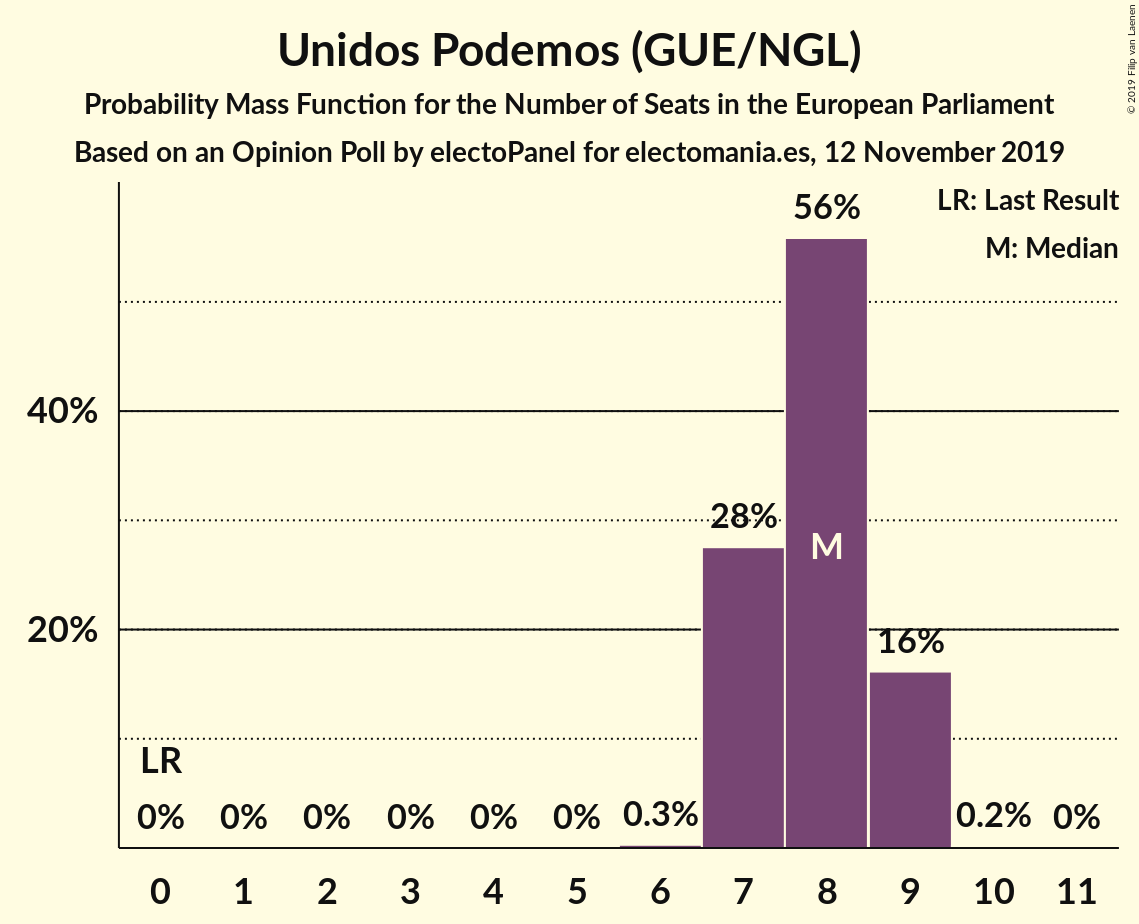 Unidos Podemos (GUE/NGL)
Probability Mass Function for the Number of Seats in the European Parliament
Based on an Opinion Poll by electoPanel for electomania.es, 12 November 2019
© 2019 Filip van Laenen
LR: Last Result
M: Median
56%
40%
28%
M
20%
16%
LR
0% 0% 0% 0% 0% 0% 0.3% 0.2% 0%
0 1 2 3 4 5 6 7 8 9 10 11